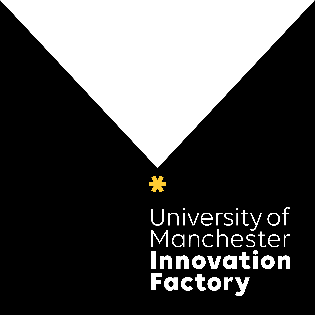 University of
Manchester
Innovation
Factory